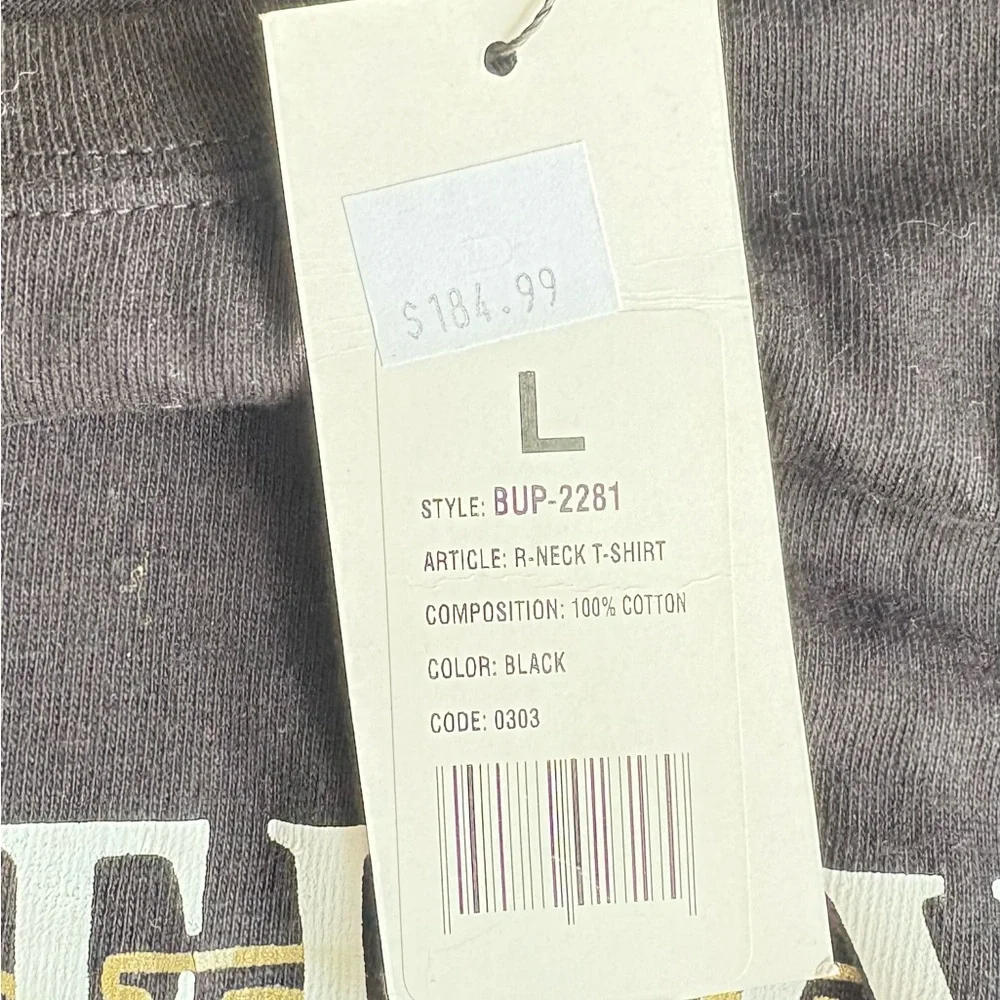 $184.99
L
STYLE: BUP-2281
ARTICLE: R-NECK T-SHIRT
COMPOSITION: 100% COTTON
COLOR: BLACK
CODE: 0303